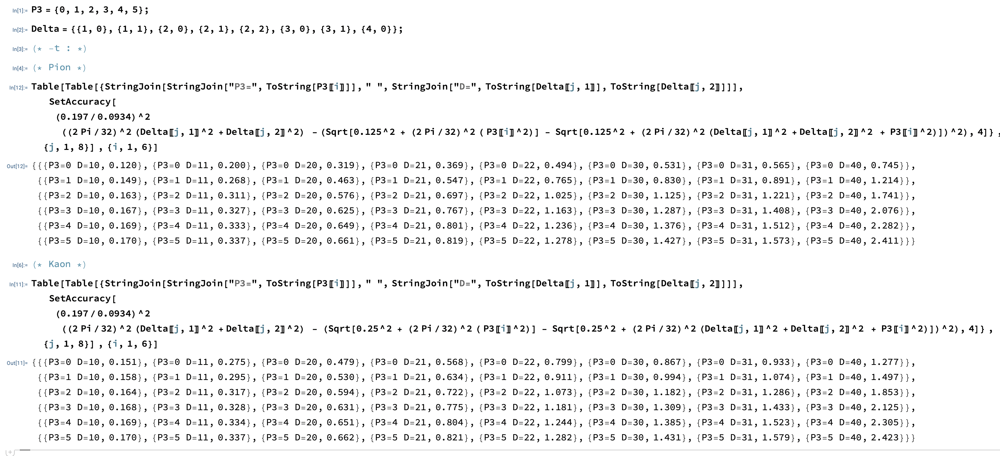 In[1]:= P3 = {0, 1, 2, 3, 4, 5};
In[2]:= Delta = {{1, 0}, {1, 1}, {2, 0}, {2, 1}, {2, 2}, {3, 0}, {3, 1}, {4, 0}};
In[3]:= (* -t : *)
In[4]:= (* Pion *)
In[12]:= Table[Table[{StringJoin[StringJoin["P3=", ToString[P3〚i〛]], " ", StringJoin["D=", ToString[Delta〚j, 1〛], ToString[Delta〚j, 2〛]]],
SetAccuracy[
(0.197 / 0.0934) ^ 2
((2 Pi / 32) ^ 2 (Delta〚j, 1〛 ^ 2 + Delta〚j, 2〛 ^ 2) - (Sqrt[0.125 ^ 2 + (2 Pi / 32) ^ 2 ( P3〚i〛 ^ 2)] - Sqrt[0.125 ^ 2 + (2 Pi / 32) ^ 2 (Delta〚j, 1〛 ^ 2 + Delta〚j, 2〛 ^ 2 + P3〚i〛 ^ 2)]) ^ 2), 4]} ,
{j, 1, 8}] , {i, 1, 6}]
Out[12]= {{{P3=0 D=10, 0.120}, {P3=0 D=11, 0.200}, {P3=0 D=20, 0.319}, {P3=0 D=21, 0.369}, {P3=0 D=22, 0.494}, {P3=0 D=30, 0.531}, {P3=0 D=31, 0.565}, {P3=0 D=40, 0.745}},
{{P3=1 D=10, 0.149}, {P3=1 D=11, 0.268}, {P3=1 D=20, 0.463}, {P3=1 D=21, 0.547}, {P3=1 D=22, 0.765}, {P3=1 D=30, 0.830}, {P3=1 D=31, 0.891}, {P3=1 D=40, 1.214}},
{{P3=2 D=10, 0.163}, {P3=2 D=11, 0.311}, {P3=2 D=20, 0.576}, {P3=2 D=21, 0.697}, {P3=2 D=22, 1.025}, {P3=2 D=30, 1.125}, {P3=2 D=31, 1.221}, {P3=2 D=40, 1.741}},
{{P3=3 D=10, 0.167}, {P3=3 D=11, 0.327}, {P3=3 D=20, 0.625}, {P3=3 D=21, 0.767}, {P3=3 D=22, 1.163}, {P3=3 D=30, 1.287}, {P3=3 D=31, 1.408}, {P3=3 D=40, 2.076}},
{{P3=4 D=10, 0.169}, {P3=4 D=11, 0.333}, {P3=4 D=20, 0.649}, {P3=4 D=21, 0.801}, {P3=4 D=22, 1.236}, {P3=4 D=30, 1.376}, {P3=4 D=31, 1.512}, {P3=4 D=40, 2.282}},
{{P3=5 D=10, 0.170}, {P3=5 D=11, 0.337}, {P3=5 D=20, 0.661}, {P3=5 D=21, 0.819}, {P3=5 D=22, 1.278}, {P3=5 D=30, 1.427}, {P3=5 D=31, 1.573}, {P3=5 D=40, 2.411}}}
In[6]:= (* Kaon *)
In[11]:= Table[Table[{StringJoin[StringJoin["P3=", ToString[P3〚i〛]], " ", StringJoin["D=", ToString[Delta〚j, 1〛], ToString[Delta〚j, 2〛]]],
SetAccuracy[
(0.197 / 0.0934) ^ 2
((2 Pi / 32) ^ 2 (Delta〚j, 1〛 ^ 2 + Delta〚j, 2〛 ^ 2) - (Sqrt[0.25 ^ 2 + (2 Pi / 32) ^ 2 ( P3〚i〛 ^ 2)] - Sqrt[0.25 ^ 2 + (2 Pi / 32) ^ 2 (Delta〚j, 1〛 ^ 2 + Delta〚j, 2〛 ^ 2 + P3〚i〛 ^ 2)]) ^ 2), 4]} ,
{j, 1, 8}] , {i, 1, 6}]
Out[11]= {{{P3=0 D=10, 0.151}, {P3=0 D=11, 0.275}, {P3=0 D=20, 0.479}, {P3=0 D=21, 0.568}, {P3=0 D=22, 0.799}, {P3=0 D=30, 0.867}, {P3=0 D=31, 0.933}, {P3=0 D=40, 1.277}},
{{P3=1 D=10, 0.158}, {P3=1 D=11, 0.295}, {P3=1 D=20, 0.530}, {P3=1 D=21, 0.634}, {P3=1 D=22, 0.911}, {P3=1 D=30, 0.994}, {P3=1 D=31, 1.074}, {P3=1 D=40, 1.497}},
{{P3=2 D=10, 0.164}, {P3=2 D=11, 0.317}, {P3=2 D=20, 0.594}, {P3=2 D=21, 0.722}, {P3=2 D=22, 1.073}, {P3=2 D=30, 1.182}, {P3=2 D=31, 1.286}, {P3=2 D=40, 1.853}},
{{P3=3 D=10, 0.168}, {P3=3 D=11, 0.328}, {P3=3 D=20, 0.631}, {P3=3 D=21, 0.775}, {P3=3 D=22, 1.181}, {P3=3 D=30, 1.309}, {P3=3 D=31, 1.433}, {P3=3 D=40, 2.125}},
{{P3=4 D=10, 0.169}, {P3=4 D=11, 0.334}, {P3=4 D=20, 0.651}, {P3=4 D=21, 0.804}, {P3=4 D=22, 1.244}, {P3=4 D=30, 1.385}, {P3=4 D=31, 1.523}, {P3=4 D=40, 2.305}},
{{P3=5 D=10, 0.170}, {P3=5 D=11, 0.337}, {P3=5 D=20, 0.662}, {P3=5 D=21, 0.821}, {P3=5 D=22, 1.282}, {P3=5 D=30, 1.431}, {P3=5 D=31, 1.579}, {P3=5 D=40, 2.423}}}